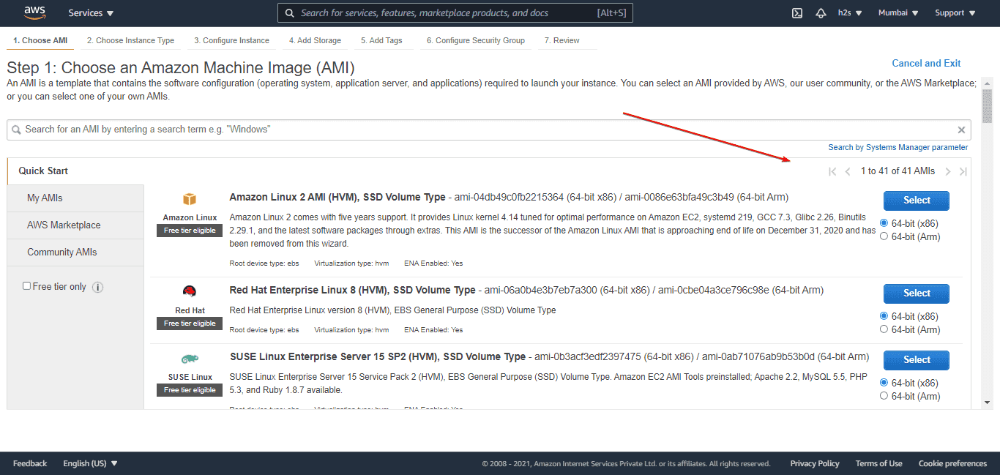 aws
Services
Search for services, features, marketplace products, and docs [Alt+S]
h2s
Mumbai
Support
1. Choose AMI 2. Choose Instance Type 3. Configure Instance 4. Add Storage 5. Add Tags 6. Configure Security Group 7. Review
Step 1: Choose an Amazon Machine Image (AMI)
Cancel and Exit
An AMI is a template that contains the software configuration (operating system, application server, and applications) required to launch your instance. You can select an AMI provided by AWS, our user community, or the AWS Marketplace;
or you can select one of your own AMIs.
Search for an AMI by entering a search term e.g. "Windows"
Search by Systems Manager parameter
Quick Start
1 to 41 of 41 AMIs
My AMIs
AWS Marketplace
Community AMIs
Free tier only
Amazon Linux
Free tier eligible
Amazon Linux 2 AMI (HVM), SSD Volume Type - ami-04db49c0fb2215364 (64-bit x86) / ami-0086e63bfa49c3b49 (64-bit Arm)
Amazon Linux 2 comes with five years support. It provides Linux kernel 4.14 tuned for optimal performance on Amazon EC2, systemd 219, GCC 7.3, Glibc 2.26, Binutils
2.29.1, and the latest software packages through extras. This AMI is the successor of the Amazon Linux AMI that is approaching end of life on December 31, 2020 and has
been removed from this wizard.
Root device type: ebs Virtualization type: hvm ENA Enabled: Yes
Select
64-bit (x86)
64-bit (Arm)
Red Hat
Free tier eligible
Red Hat Enterprise Linux 8 (HVM), SSD Volume Type - ami-06a0b4e3b7eb7a300 (64-bit x86) / ami-0cbe04a3ce796c98e (64-bit Arm)
Red Hat Enterprise Linux version 8 (HVM), EBS General Purpose (SSD) Volume Type
Root device type: ebs Virtualization type: hvm ENA Enabled: Yes
Select
64-bit (x86)
64-bit (Arm)
SUSE Linux
Free tier eligible
SUSE Linux Enterprise Server 15 SP2 (HVM), SSD Volume Type - ami-0b3acf3edf2397475 (64-bit x86) / ami-0ab71076ab9b53b0d (64-bit Arm)
SUSE Linux Enterprise Server 15 Service Pack 2 (HVM), EBS General Purpose (SSD) Volume Type. Amazon EC2 AMI Tools preinstalled; Apache 2.2, MySQL 5.5, PHP
5.3, and Ruby 1.8.7 available.
Root device type: ebs Virtualization type: hvm ENA Enabled: Yes
Select
64-bit (x86)
64-bit (Arm)
Feedback
English (US)
© 2008 - 2021, Amazon Internet Services Private Ltd. or its affiliates. All rights reserved.
Privacy Policy
Terms of Use
Cookie preferences